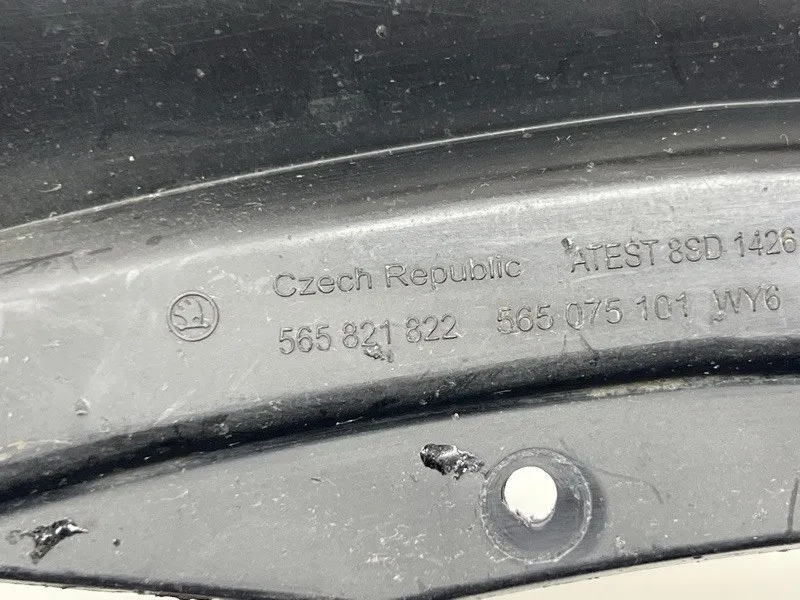 Czech Republic ATEST 8SD 1426
565 821 822 565 075 101 WY6